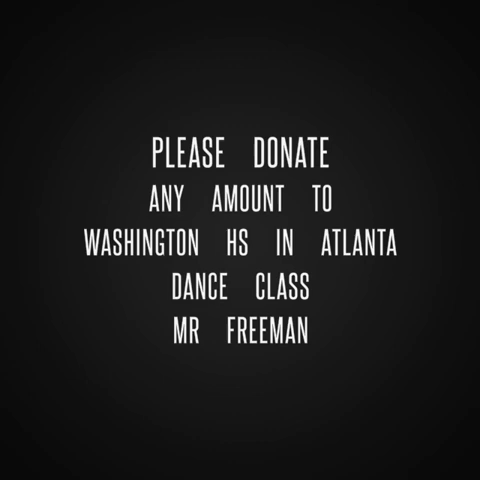 PLEASE DONATE
ANY AMOUNT TO
WASHINGTON HS IN ATLANTA
DANCE CLASS
MR FREEMAN